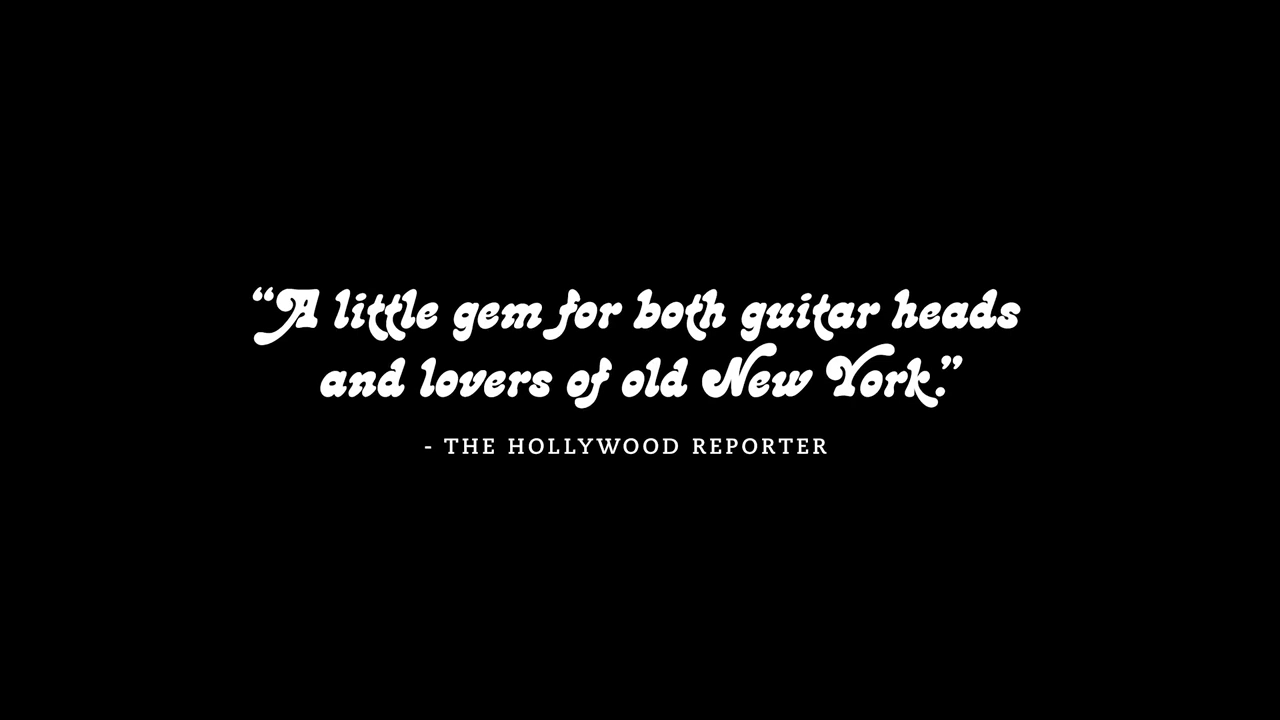 “A little gem for both guitar heads
and lovers of old New York.”
- THE HOLLYWOOD REPORTER